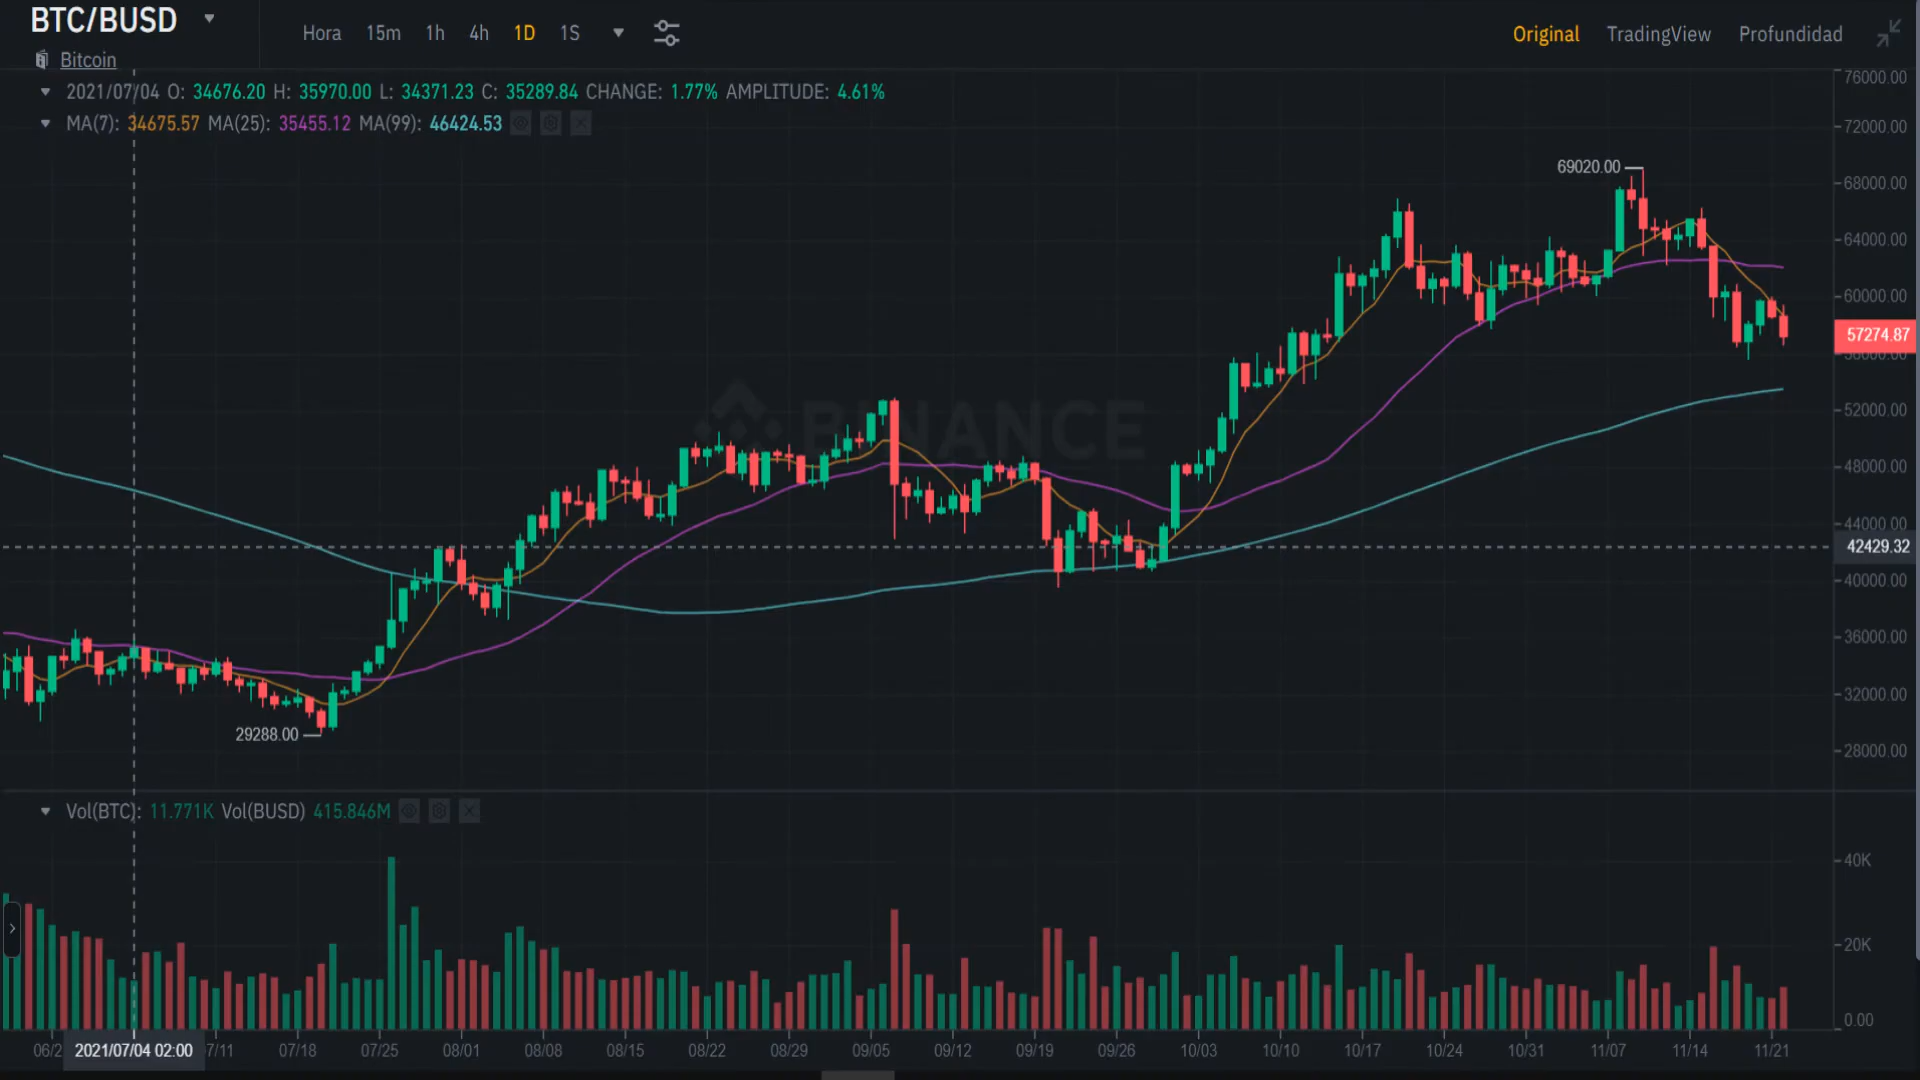 BTC/BUSD
Bitcoin
Hora 15m 1h 4h 1D 1S
Original TradingView Profundidad
2021/07/04 O: 34676.20 H: 35970.00 L: 34371.23 C: 35289.84 CHANGE: 1.77% AMPLITUDE: 4.61%
MA(7): 34675.57 MA(25): 35455.12 MA(99): 46424.53
76000.00
72000.00
69020.00
68000.00
64000.00
60000.00
57274.87
56000.00
BINANCE
52000.00
48000.00
44000.00
42429.32
40000.00
36000.00
32000.00
29288.00
28000.00
Vol(BTC): 11.771K Vol(BUSD) 415.846M
40K
20K
0.00
06/2 2021/07/04 02:00 7/11 07/18 07/25 08/01 08/08 08/15 08/22 08/29 09/05 09/12 09/19 09/26 10/03 10/10 10/17 10/24 10/31 11/07 11/14 11/21